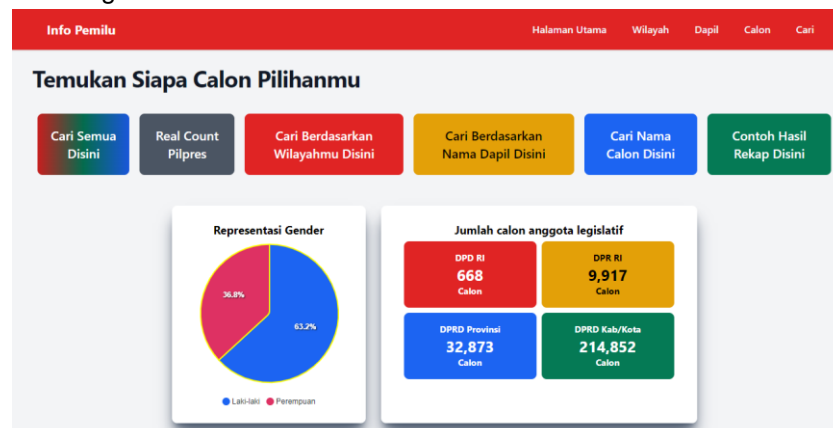 Info Pemilu
Halaman Utama
Wilayah
Dapil
Calon
Cari
Temukan Siapa Calon Pilihanmu
Cari Semua
Disini
Real Count
Pilpres
Cari Berdasarkan
Wilayahmu Disini
Cari Berdasarkan
Nama Dapil Disini
Cari Nama
Calon Disini
Contoh Hasil
Rekap Disini
Representasi Gender
36.8%
63.2%
Laki-laki
Perempuan
Jumlah calon anggota legislatif
DPD RI
668
Calon
DPR RI
9,917
Calon
DPRD Provinsi
32,873
Calon
DPRD Kab/Kota
214,852
Calon